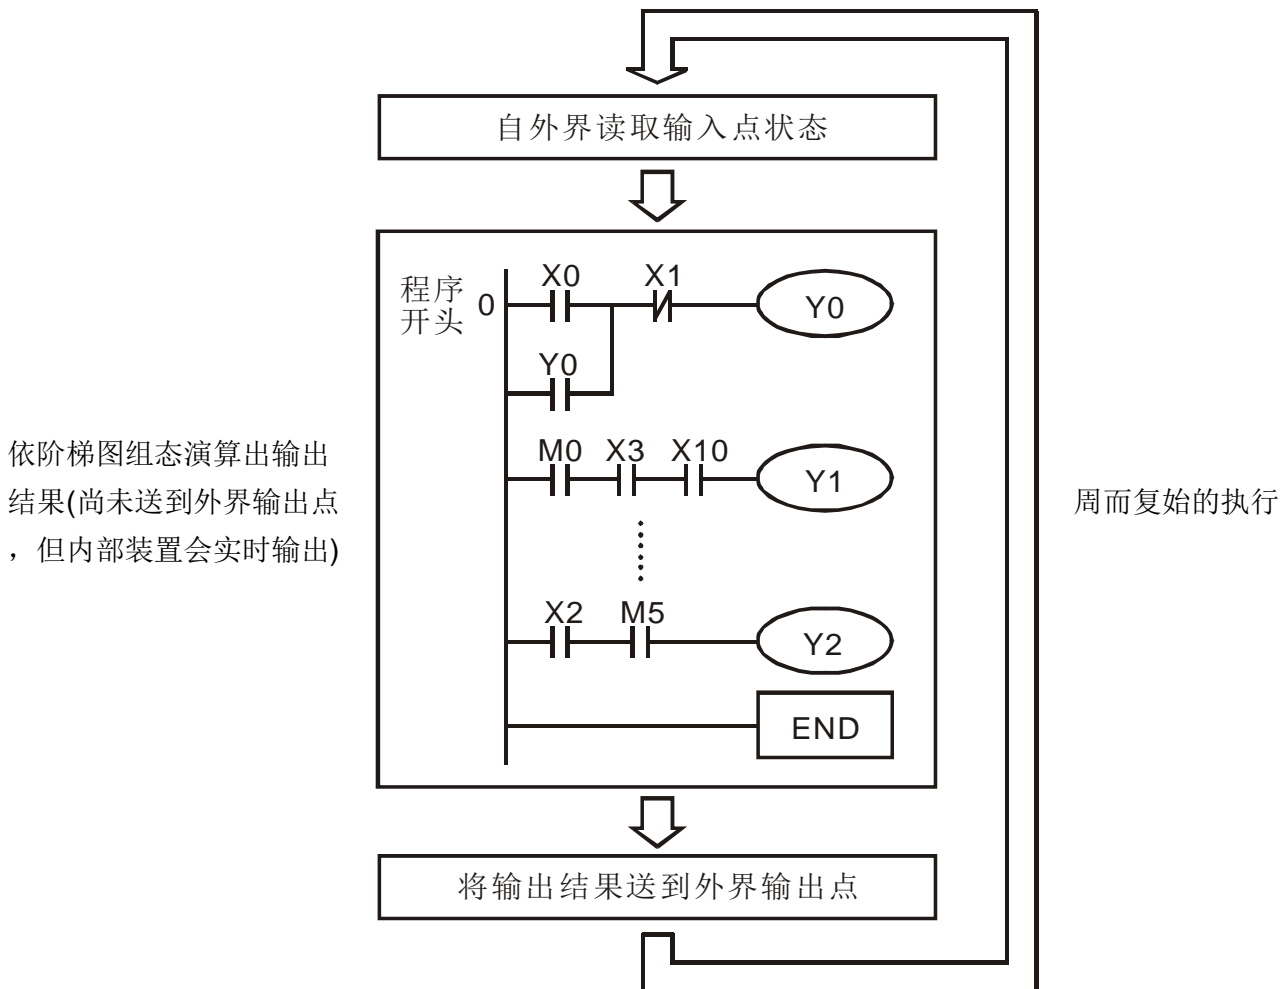 自外界读取输入点状态
X0 X1
程序 0 Y0
开头
Y0
依阶梯图组态演算出输出
结果(尚未送到外界输出点
，但内部装置会实时输出)
M0 X3 X10
Y1
周而复始的执行
X2 M5
Y2
END
将输出结果送到外界输出点